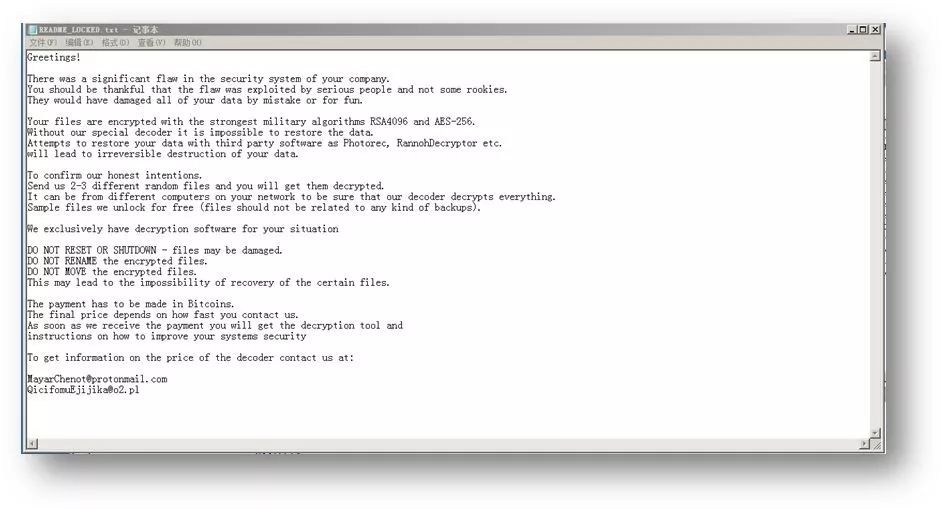 README_LOCKED.txt - 记事本
文件(F) 编辑(E) 格式(O) 查看(V) 帮助(H)
Greetings!
There was a significant flaw in the security system of your company.
You should be thankful that the flaw was exploited by serious people and not some rookies.
They would have damaged all of your data by mistake or for fun.
Your files are encrypted with the strongest military algorithms RSA4096 and AES-256.
Without our special decoder it is impossible to restore the data.
Attempts to restore your data with third party software as Photorec, RannohDecryptor etc.
will lead to irreversible destruction of your data.
To confirm our honest intentions.
Send us 2-3 different random files and you will get them decrypted.
It can be from different computers on your network to be sure that our decoder decrypts everything.
Sample files we unlock for free (files should not be related to any kind of backups).
We exclusively have decryption software for your situation
DO NOT RESET OR SHUTDOWN - files may be damaged.
DO NOT RENAME the encrypted files.
DO NOT MOVE the encrypted files.
This may lead to the impossibility of recovery of the certain files.
The payment has to be made in Bitcoins.
The final price depends on how fast you contact us.
As soon as we receive the payment you will get the decryption tool and
instructions on how to improve your systems security
To get information on the price of the decoder contact us at:
MayarChenot@protonmail.com
QicifomuEjijika@o2.pl